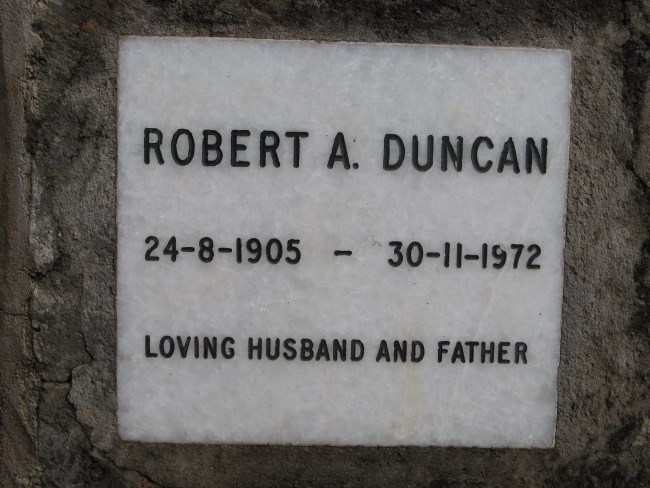 ROBERT A. DUNCAN
24-8-1905 - 30-11-1972
LOVING HUSBAND AND FATHER